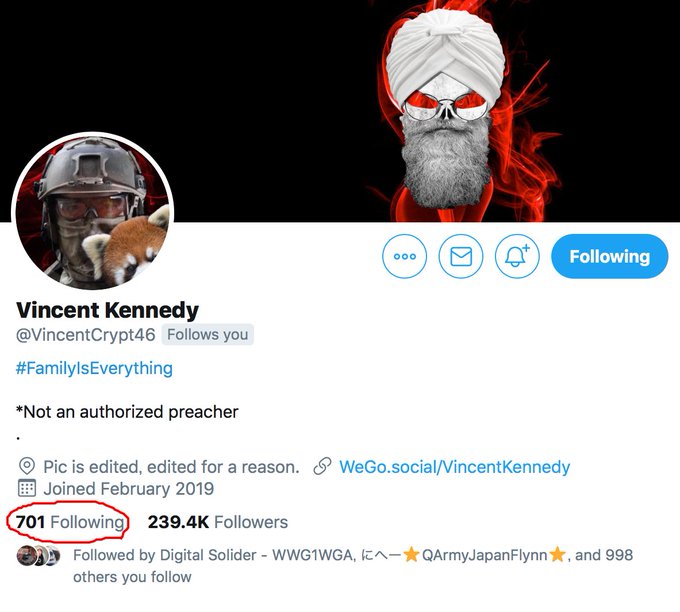 Following
Vincent Kennedy
@VincentCrypt46 Follows you
#FamilyIsEverything
*Not an authorized preacher
.
Pic is edited, edited for a reason. WeGo.social/VincentKennedy
Joined February 2019
701 Following 239.4K Followers
Followed by Digital Solider - WWG1WGA, にへー⭐QArmyJapanFlynn⭐, and 998
others you follow